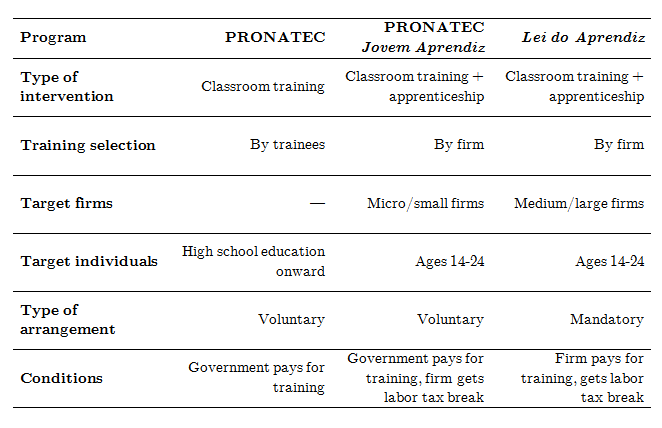 Program PRONATEC PRONATEC Jovem Aprendiz Lei do Aprendiz
Type of intervention Classroom training Classroom training + apprenticeship Classroom training + apprenticeship
Training selection By trainees By firm By firm
Target firms — Micro/small firms Medium/large firms
Target individuals High school education onward Ages 14-24 Ages 14-24
Type of arrangement Voluntary Voluntary Mandatory
Conditions Government pays for training Government pays for training, firm gets labor tax break Firm pays for training, gets labor tax break